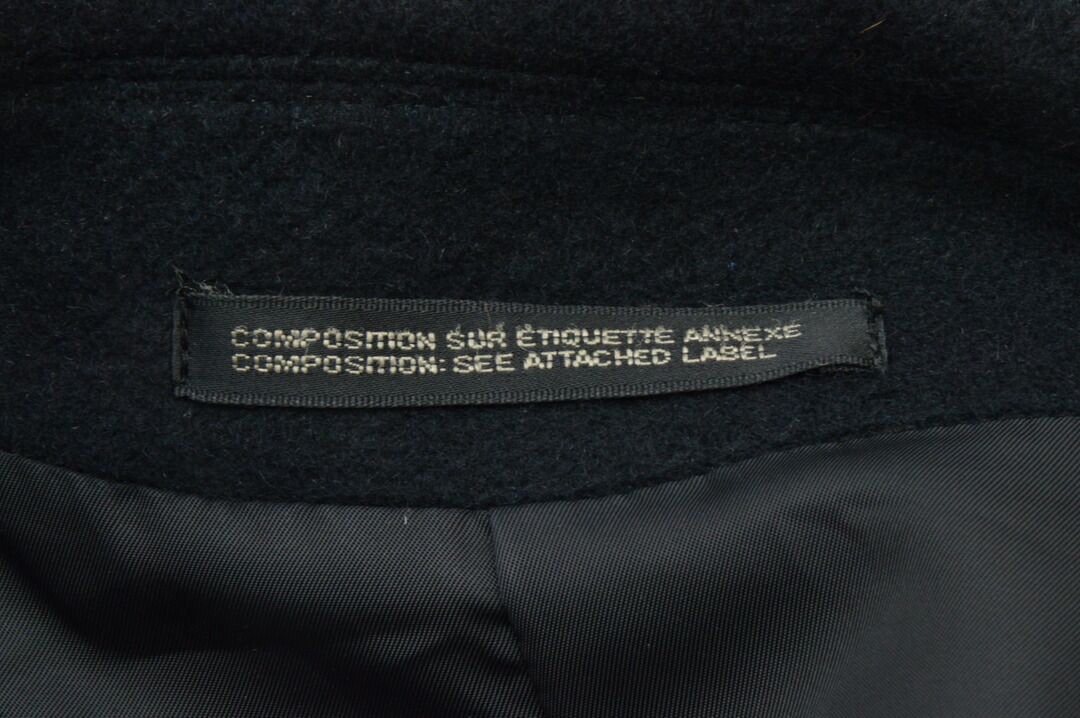 COMPOSITION SUR ÉTIQUETTE ANNEXE
COMPOSITION: SEE ATTACHED LABEL